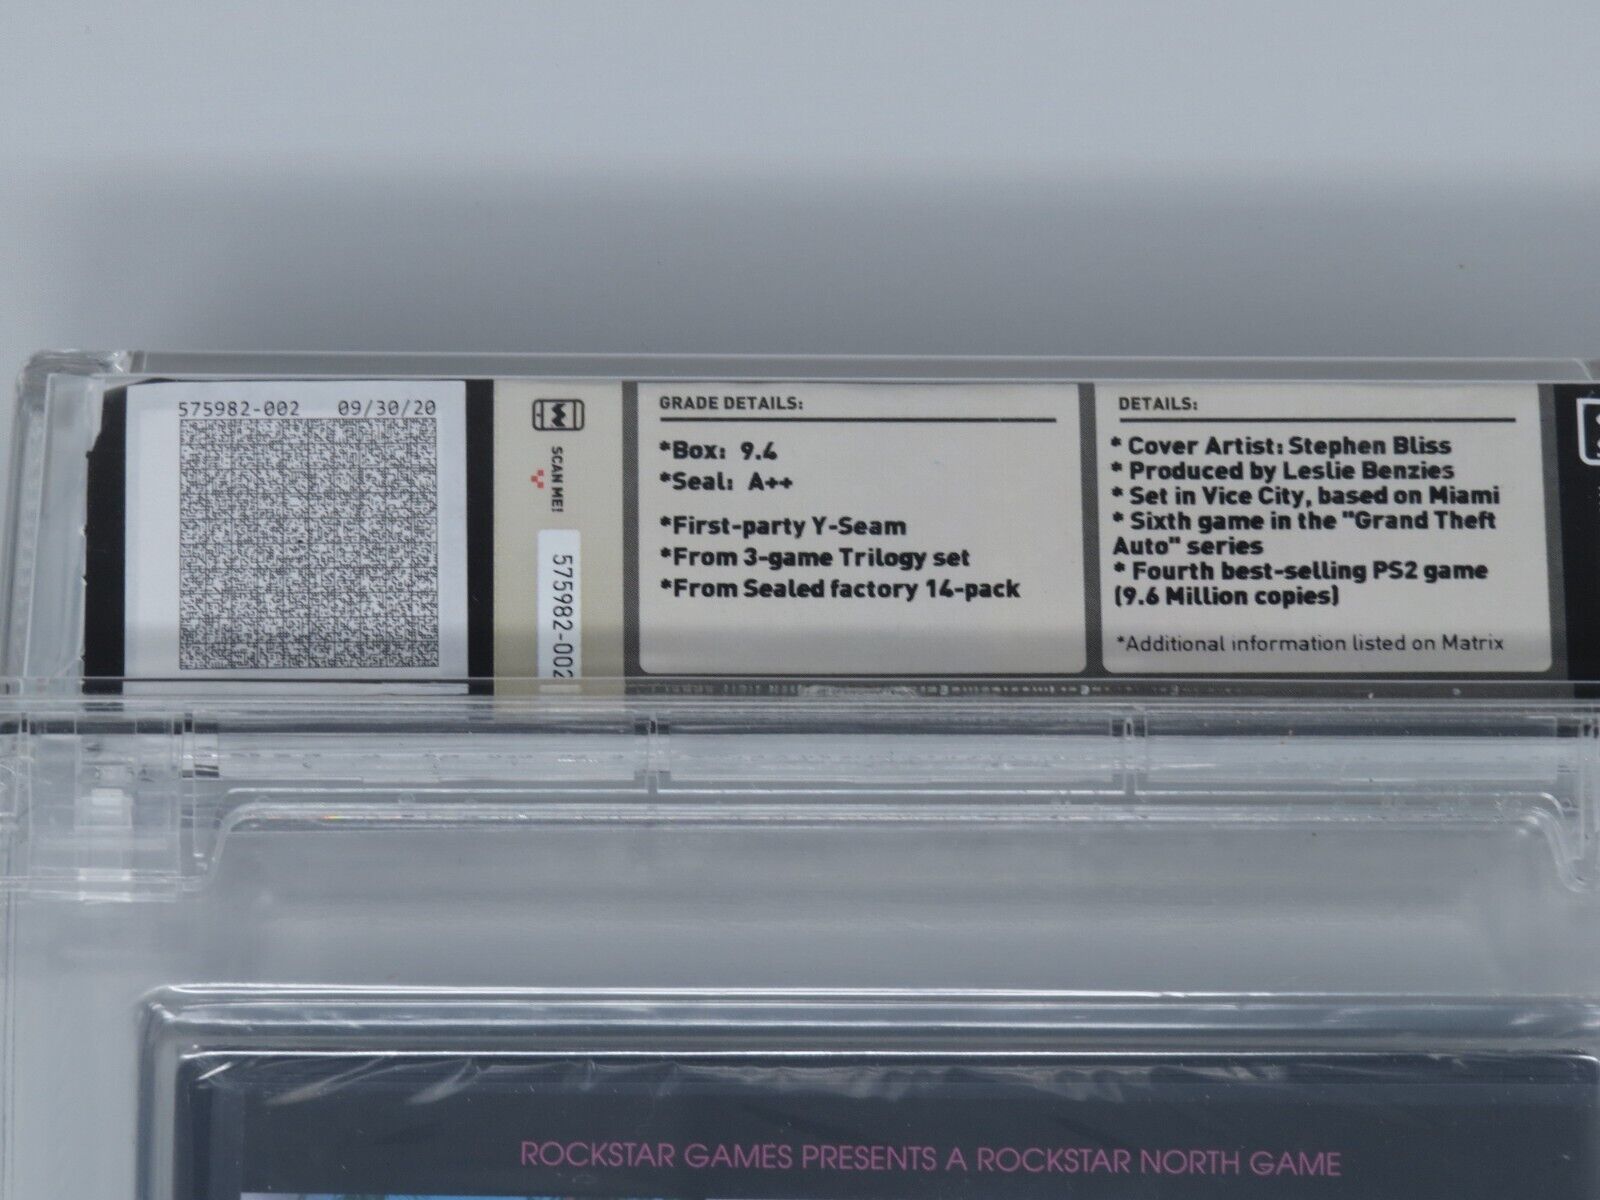 575982-002 09/30/20
SCAN ME!
575982-002
GRADE DETAILS:
*Box: 9.4
*Seal: A++
*First-party Y-Seam
*From 3-game Trilogy set
*From Sealed factory 14-pack
DETAILS:
* Cover Artist: Stephen Bliss
* Produced by Leslie Benzies
* Set in Vice City, based on Miami
* Sixth game in the "Grand Theft
Auto" series
* Fourth best-selling PS2 game
(9.6 Million copies)
*Additional information listed on Matrix
ROCKSTAR GAMES PRESENTS A ROCKSTAR NORTH GAME